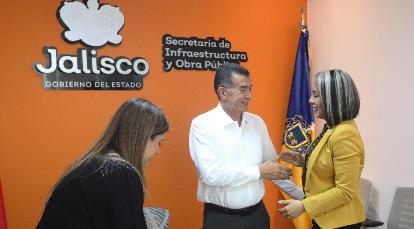 Jalisco
GOBIERNO DEL ESTADO
Secretaría de
Infraestructura
y Obra Pública